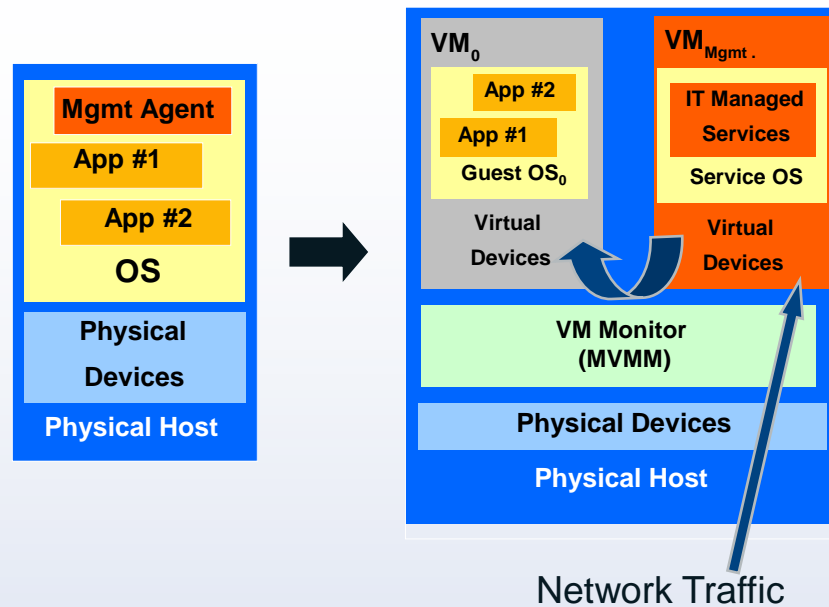 Mgmt Agent
App #1
App #2
OS
Physical
Devices
Physical Host
VM0
App #2
App #1
Guest OS0
Virtual
Devices
VMMgmt .
IT Managed
Services
Service OS
Virtual
Devices
VM Monitor
(MVMM)
Physical Devices
Physical Host
Network Traffic